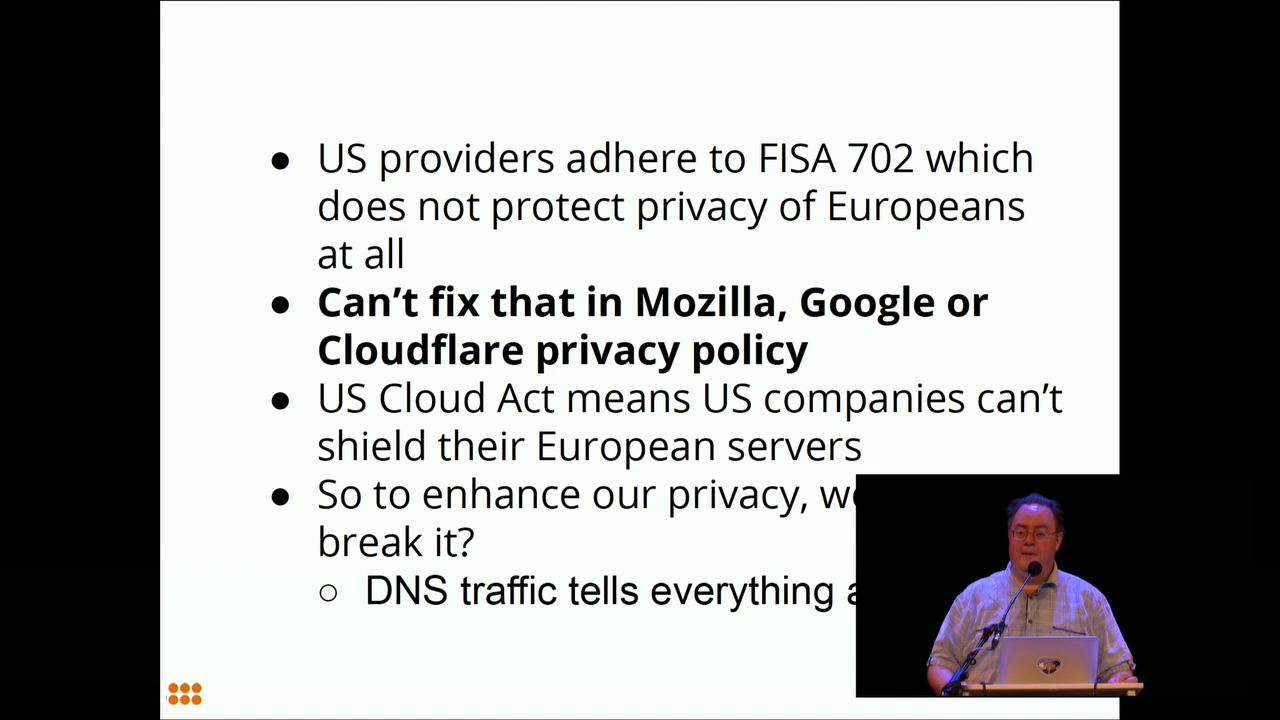 ● US providers adhere to FISA 702 which
does not protect privacy of Europeans
at all
● Can't fix that in Mozilla, Google or
Cloudflare privacy policy
● US Cloud Act means US companies can't
shield their European servers
● So to enhance our privacy,
break it?
○ DNS traffic tells everything